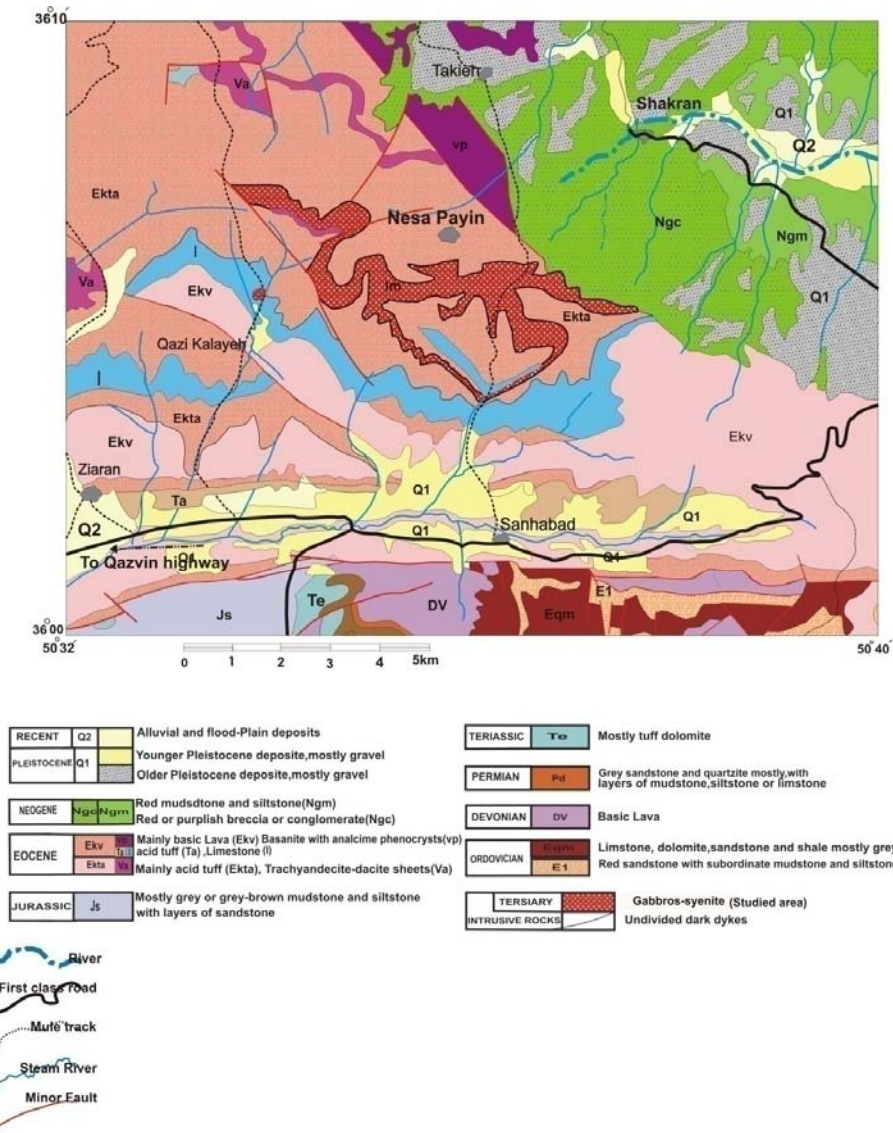 36°10'
Takieh
Va
Shakran
Q1
Q2
vp
Ekta
Nesa Payin
Ngc
Ngm
l
Va
Ekv
lm
Q1
Ekta
Qazi Kalayeh
l
Ekta
Ekv
Ekv
Ziaran
Ta
Q1
Q1
Q2
Q1
Sanhabad
Q1
Q1
To Qazvin highway
E1
Te
DV
Js
Eqm
36°00
50°32'
50°40'
0 1 2 3 4 5km
RECENT Q2 Alluvial and flood-Plain deposits
PLEISTOCENE Q1 Younger Pleistocene deposite,mostly gravel
Older Pleistocene deposite,mostly gravel
NEOGENE Ngc Ngm Red mudsdtone and siltstone(Ngm)
Red or purplish breccia or conglomerate(Ngc)
EOCENE Ekv vp Mainly basic Lava (Ekv) Basanite with analcime phenocrysts(vp)
Ta l acid tuff (Ta) ,Limestone (l)
Ekta Va Mainly acid tuff (Ekta), Trachyandecite-dacite sheets(Va)
JURASSIC Js Mostly grey or grey-brown mudstone and siltstone
with layers of sandstone
TERIASSIC Te Mostly tuff dolomite
PERMIAN Pd Grey sandstone and quartzite mostly,with
layers of mudstone,siltstone or limstone
DEVONIAN DV Basic Lava
ORDOVICIAN Eqm Limstone, dolomite,sandstone and shale mostly grey
E1 Red sandstone with subordinate mudstone and siltstone
TERTIARY Gabbros-syenite (Studied area)
INTRUSIVE ROCKS Undivided dark dykes
River
First class road
Mule track
Steam River
Minor Fault